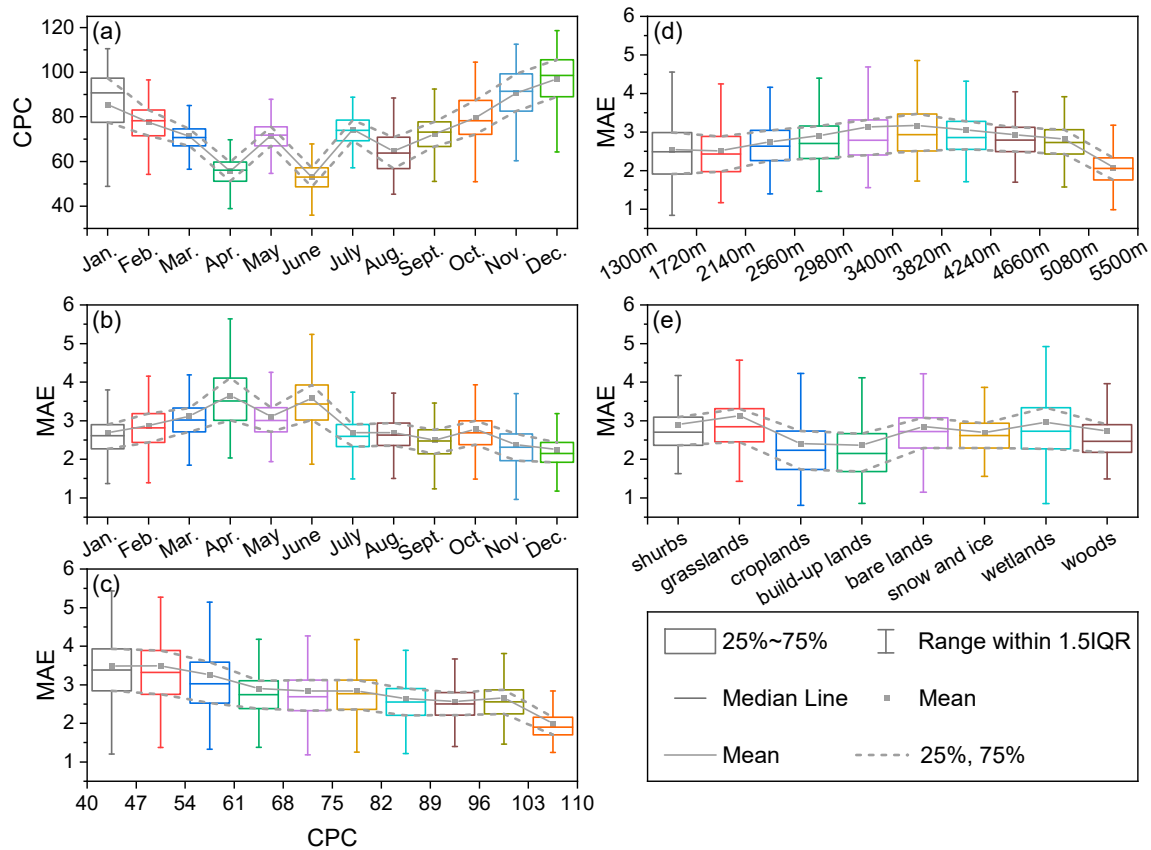 (a)
CPC
120
100
80
60
40
Jan. Feb. Mar. Apr. May June July Aug. Sept. Oct. Nov. Dec.
(b)
MAE
6
5
4
3
2
1
Jan. Feb. Mar. Apr. May June July Aug. Sept. Oct. Nov. Dec.
(c)
MAE
6
5
4
3
2
1
40 47 54 61 68 75 82 89 96 103 110
CPC
(d)
MAE
6
5
4
3
2
1
1300m 1720m 2140m 2560m 2980m 3400m 3820m 4240m 4660m 5080m 5500m
(e)
MAE
6
5
4
3
2
1
shurbs grasslands croplands build-up lands bare lands snow and ice wetlands woods
25%~75% Range within 1.5IQR
Median Line Mean
Mean 25%, 75%